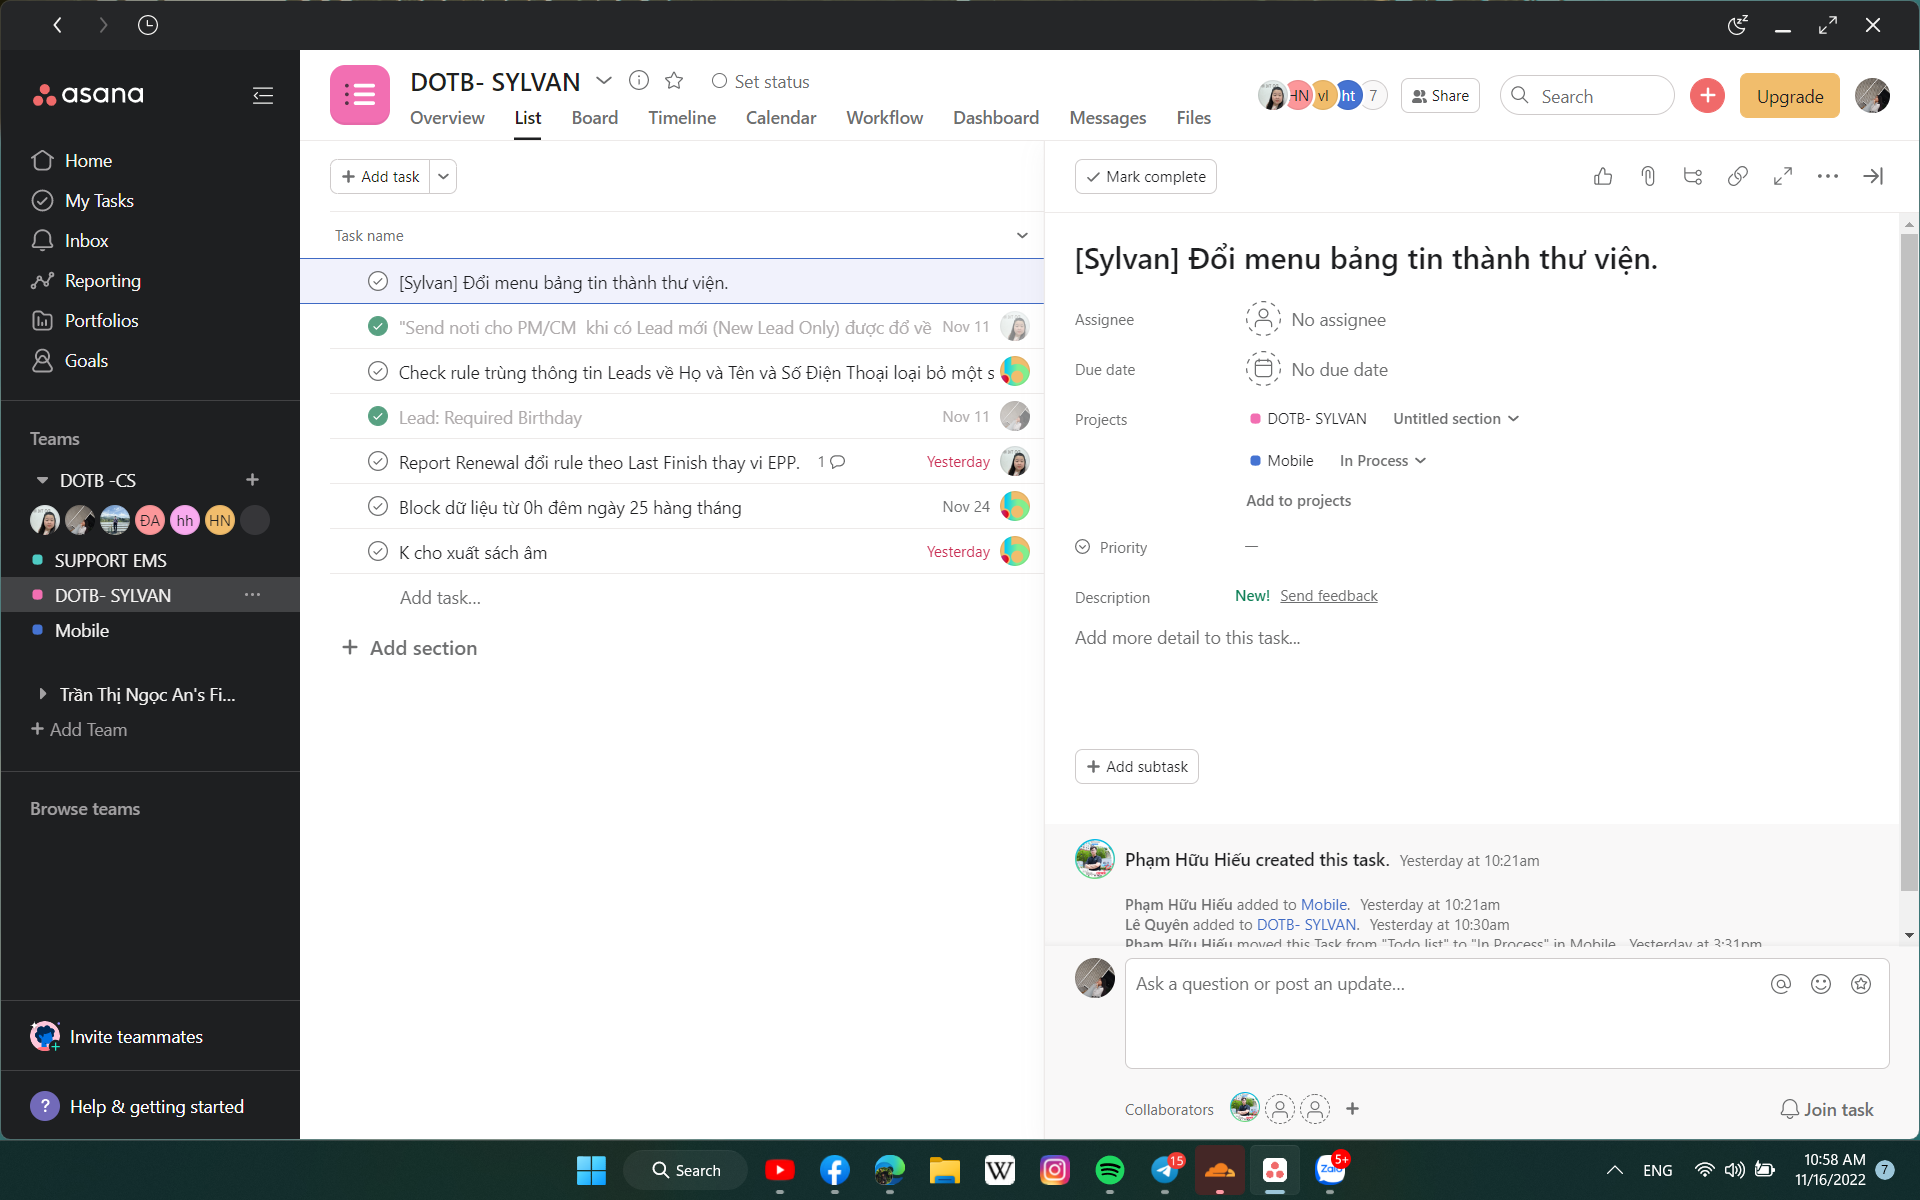 asana
Home
My Tasks
Inbox
Reporting
Portfolios
Goals
Teams
DOTB -CS
ĐA
hh
HN
SUPPORT EMS
DOTB- SYLVAN
Mobile
Trần Thị Ngọc An's Fi...
Add Team
Browse teams
Invite teammates
? Help & getting started
DOTB- SYLVAN
Set status
Overview
List
Board
Timeline
Calendar
Workflow
Dashboard
Messages
Files
HN
vl
ht
7
Share
Search
Upgrade
Add task
Task name
[Sylvan] Đổi menu bảng tin thành thư viện.
"Send noti cho PM/CM  khi có Lead mới (New Lead Only) được đổ về Nov 11
Check rule trùng thông tin Leads về Họ và Tên và Số Điện Thoại loại bỏ một s
Lead: Required Birthday Nov 11
Report Renewal đổi rule theo Last Finish thay vi EPP. 1 Yesterday
Block dữ liệu từ 0h đêm ngày 25 hàng tháng Nov 24
K cho xuất sách âm Yesterday
Add task...
Add section
Mark complete
[Sylvan] Đổi menu bảng tin thành thư viện.
Assignee No assignee
Due date No due date
Projects DOTB- SYLVAN Untitled section
Mobile In Process
Add to projects
Priority —
Description New! Send feedback
Add more detail to this task...
Add subtask
Phạm Hữu Hiếu created this task. Yesterday at 10:21am
Phạm Hữu Hiếu added to Mobile. Yesterday at 10:21am
Lê Quyên added to DOTB- SYLVAN. Yesterday at 10:30am
Phạm Hữu Hiếu moved this Task from "Todo list" to "In Process" in Mobile. Yesterday at 3:31pm
Ask a question or post an update...
Collaborators
Join task
Search
W
15
Zalo
5+
ENG
10:58 AM
11/16/2022
7